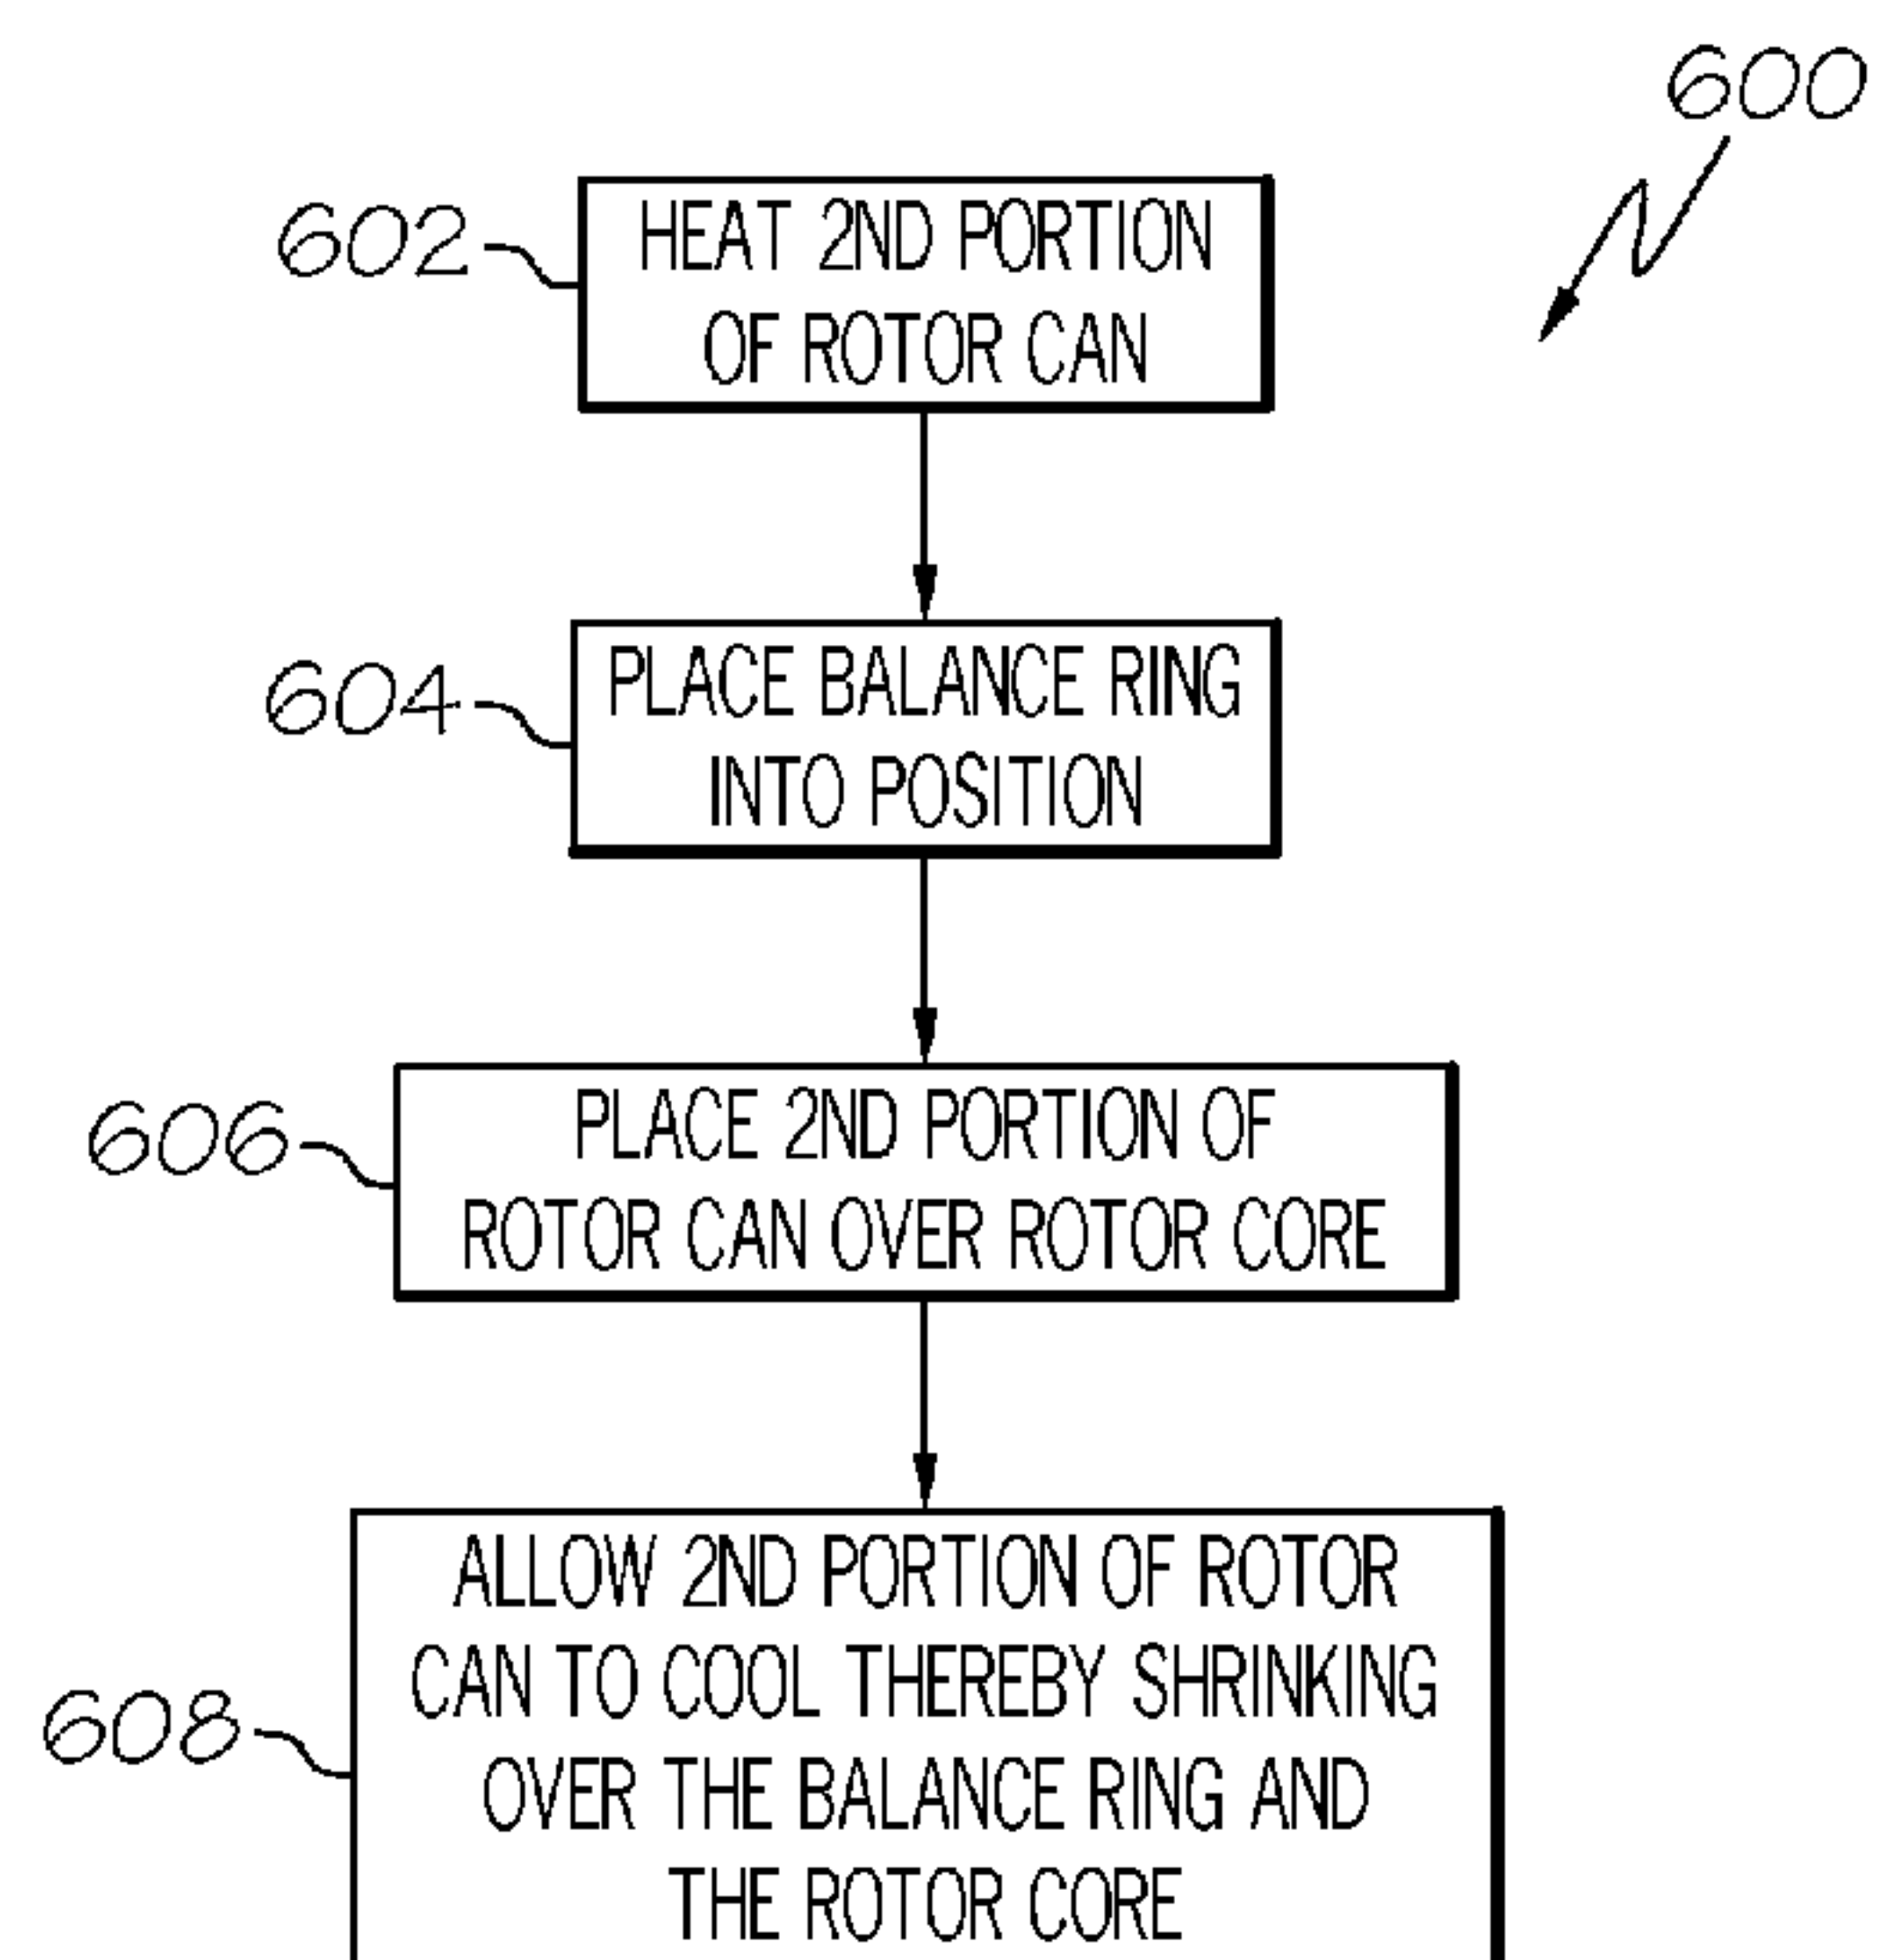 600
602
HEAT 2ND PORTION
OF ROTOR CAN
604
PLACE BALANCE RING
INTO POSITION
606
PLACE 2ND PORTION OF
ROTOR CAN OVER ROTOR CORE
608
ALLOW 2ND PORTION OF ROTOR
CAN TO COOL THEREBY SHRINKING
OVER THE BALANCE RING AND
THE ROTOR CORE